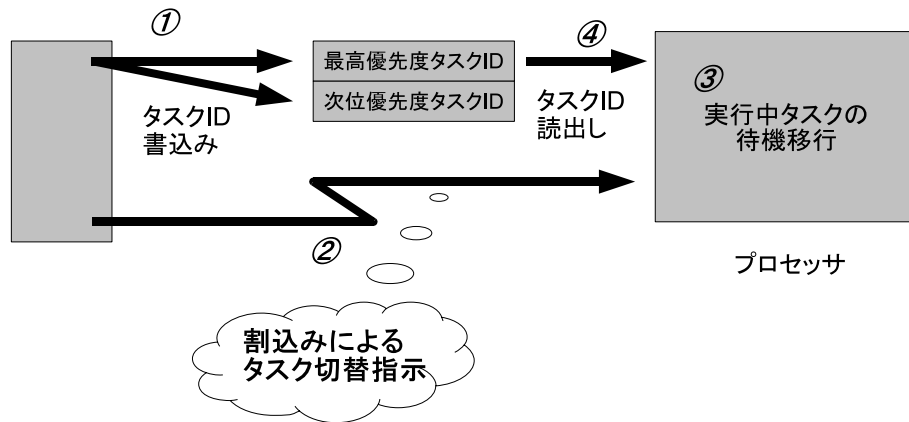 ①
④
最高優先度タスクID
次位優先度タスクID
タスクID
書込み
タスクID
読出し
③
実行中タスクの
待機移行
②
プロセッサ
割込みによる
タスク切替指示